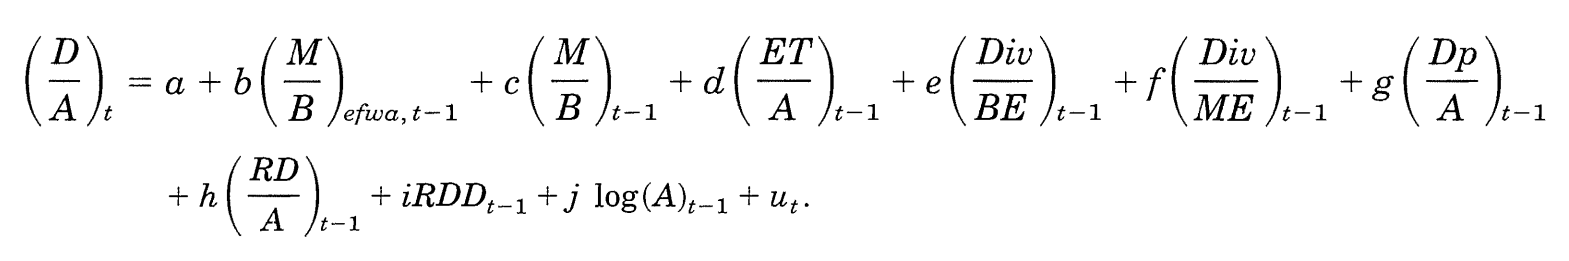 (D/A)_t = a + b(M/B)_{efwa, t−1} + c(M/B)_{t−1} + d(ET/A)_{t−1} + e(Div/BE)_{t−1} + f(Div/ME)_{t−1} + g(Dp/A)_{t−1}
+ h(RD/A)_{t−1} + iRDD_{t−1} + j log(A)_{t−1} + u_t.